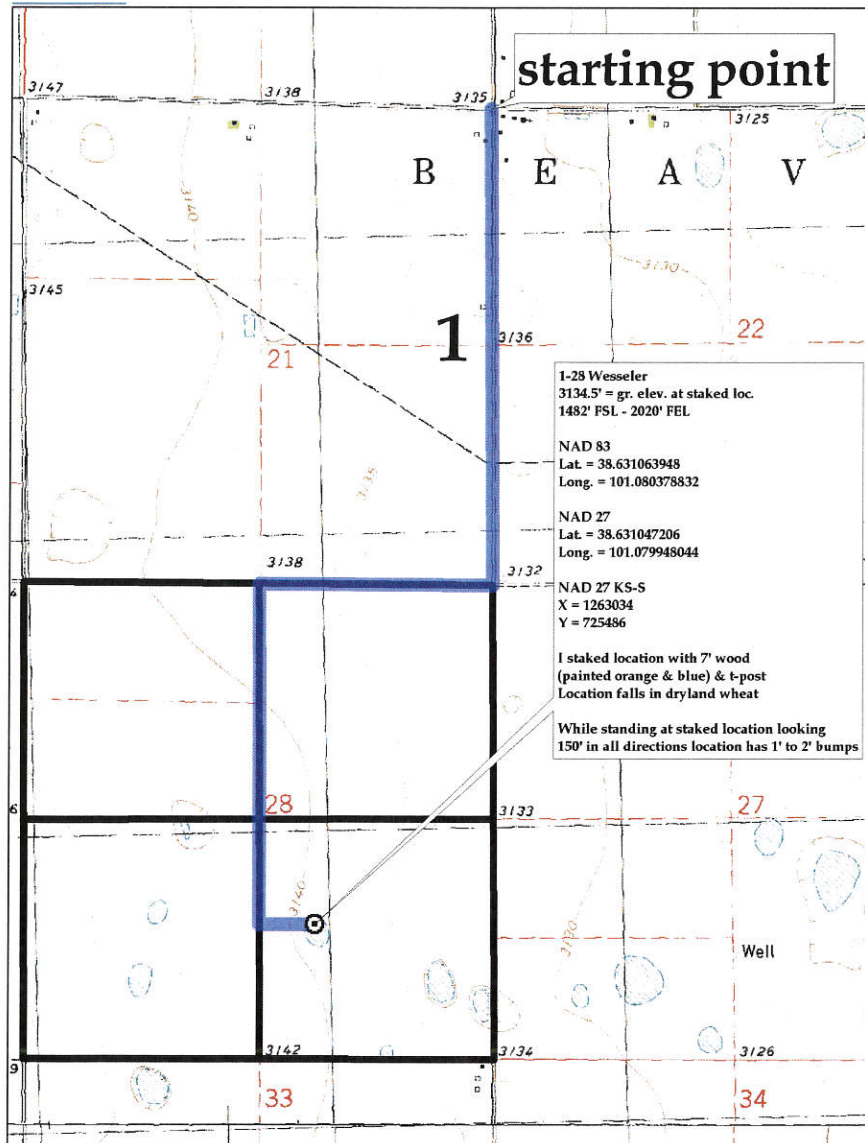 starting point
3147
3138
3135
3125
B E A V
3140
3130
3145
1
3136
22
21
1-28 Wesseler
3134.5' = gr. elev. at staked loc.
1482' FSL - 2020' FEL
NAD 83
Lat. = 38.631063948
Long. = 101.080378832
NAD 27
Lat. = 38.631047206
Long. = 101.079948044
NAD 27 KS-S
X = 1263034
Y = 725486
I staked location with 7' wood
(painted orange & blue) & t-post
Location falls in dryland wheat
While standing at staked location looking
150' in all directions location has 1' to 2' bumps
3135
3138
3132
6
28
3133
27
3140
3130
Well
9
3142
3134
3126
33
34